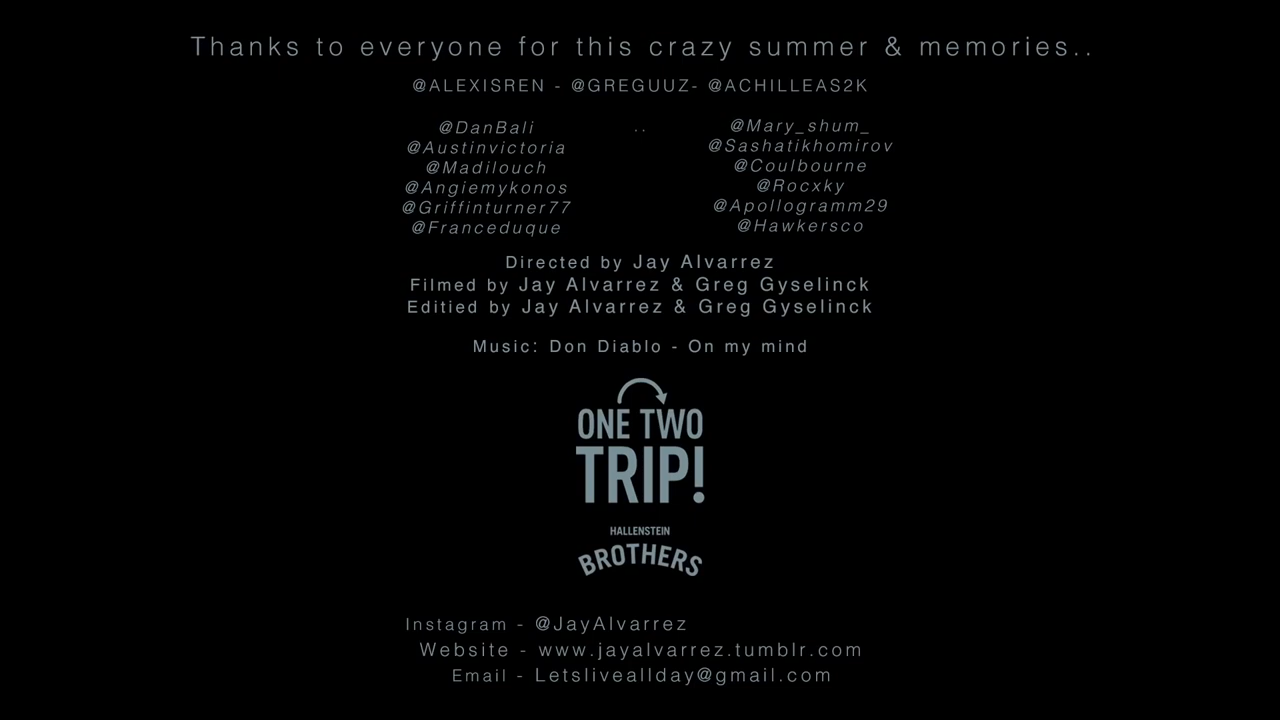 Thanks to everyone for this crazy summer & memories..
@ALEXISREN - @GREGUUZ- @ACHILLEAS2K
@DanBali
@Austinvictoria
@Madilouch
@Angiemykonos
@Griffinturner77
@Franceduque
..
@Mary_shum_
@Sashatikhomirov
@Coulbourne
@Rocxky
@Apollogramm29
@Hawkersco
Directed by Jay Alvarrez
Filmed by Jay Alvarrez & Greg Gyselinck
Editied by Jay Alvarrez & Greg Gyselinck
Music: Don Diablo - On my mind
ONE TWO
TRIP!
HALLENSTEIN
BROTHERS
Instagram - @JayAlvarrez
Website - www.jayalvarrez.tumblr.com
Email - Letsliveallday@gmail.com